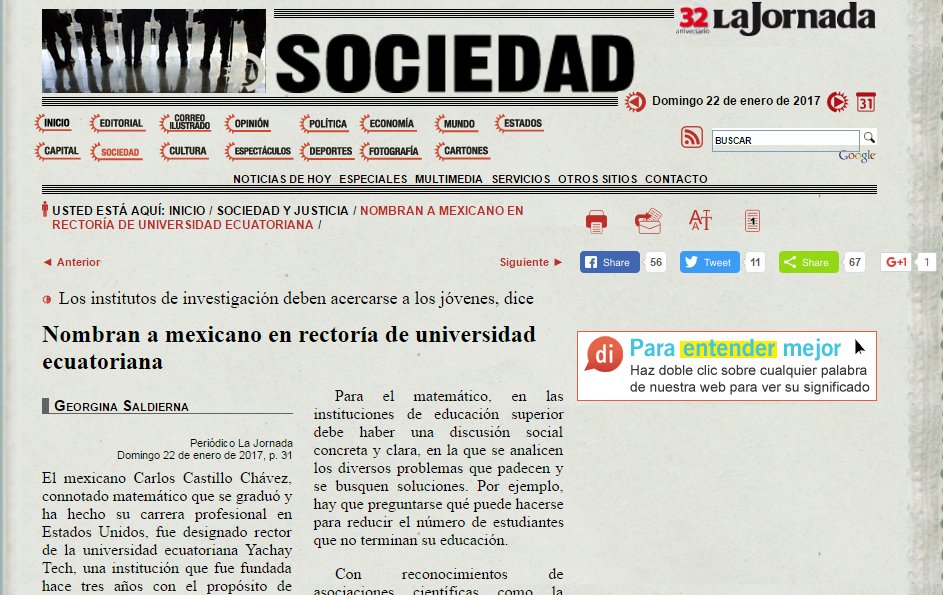 32 aniversario La Jornada
SOCIEDAD
Domingo 22 de enero de 2017
31
INICIO EDITORIAL CORREO ILUSTRADO OPINIÓN POLÍTICA ECONOMÍA MUNDO ESTADOS
CAPITAL SOCIEDAD CULTURA ESPECTÁCULOS DEPORTES FOTOGRAFÍA CARTONES
BUSCAR
Google
NOTICIAS DE HOY ESPECIALES MULTIMEDIA SERVICIOS OTROS SITIOS CONTACTO
USTED ESTÁ AQUÍ: INICIO / SOCIEDAD Y JUSTICIA / NOMBRAN A MEXICANO EN
RECTORÍA DE UNIVERSIDAD ECUATORIANA /
A A T
1
◄ Anterior
Siguiente ►
Share 56 Tweet 11 Share 67 G+1 1
Los institutos de investigación deben acercarse a los jóvenes, dice
Nombran a mexicano en rectoría de universidad
ecuatoriana
di Para entender mejor
Haz doble clic sobre cualquier palabra
de nuestra web para ver su significado
GEORGINA SALDIERNA
Periódico La Jornada
Domingo 22 de enero de 2017, p. 31
El mexicano Carlos Castillo Chávez,
connotado matemático que se graduó y
ha hecho su carrera profesional en
Estados Unidos, fue designado rector
de la universidad ecuatoriana Yachay
Tech, una institución que fue fundada
hace tres años con el propósito de
Para el matemático, en las
instituciones de educación superior
debe haber una discusión social
concreta y clara, en la que se analicen
los diversos problemas que padecen y
se busquen soluciones. Por ejemplo,
hay que preguntarse qué puede hacerse
para reducir el número de estudiantes
que no terminan su educación.
Con reconocimientos de
asociaciones científicas como la